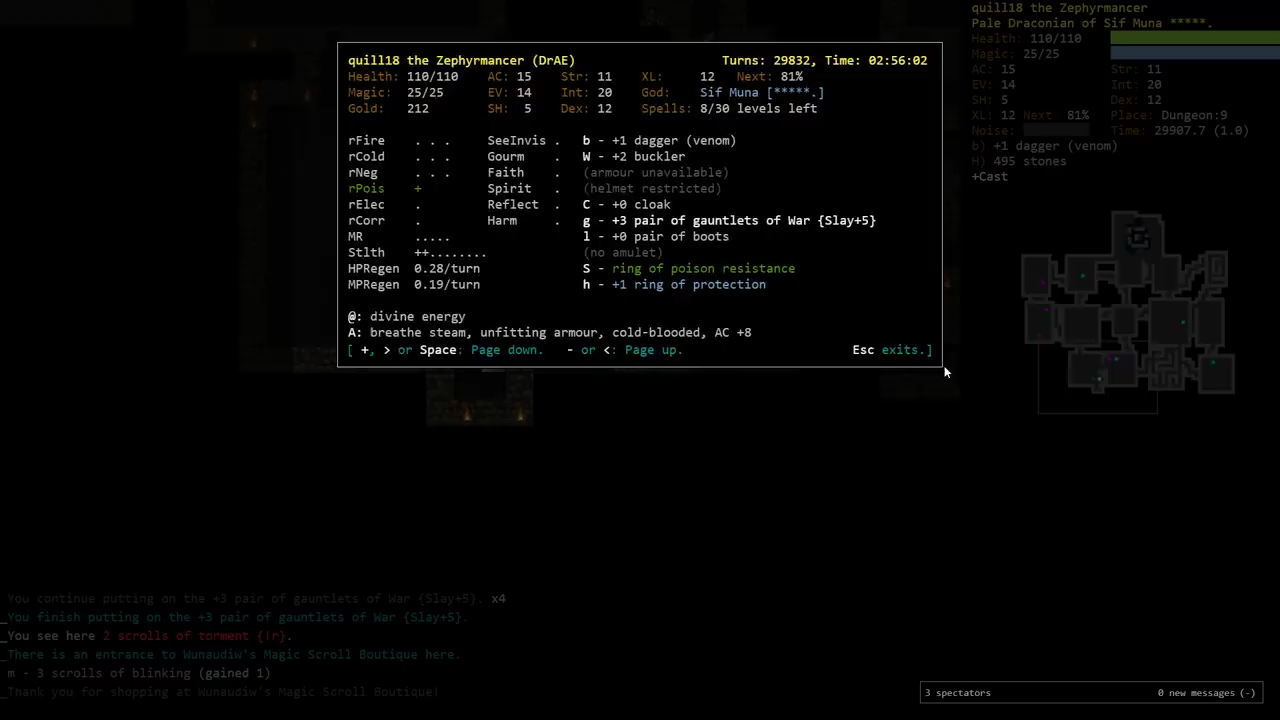 quill18 the Zephyrmancer
Pale Draconian of Sif Muna *****.
Health: 110/110
Magic: 25/25
AC: 15 Str: 11
EV: 14 Int: 20
SH: 5 Dex: 12
XL: 12 Next: 81% Place: Dungeon:9
Noise: Time: 29907.7 (1.0)
b) +1 dagger (venom)
H) 495 stones
+Cast
quill18 the Zephyrmancer (DrAE) Turns: 29832, Time: 02:56:02
Health: 110/110 AC: 15 Str: 11 XL: 12 Next: 81%
Magic: 25/25 EV: 14 Int: 20 God: Sif Muna [*****.]
Gold: 212 SH: 5 Dex: 12 Spells: 8/30 levels left
rFire . . . SeeInvis . b - +1 dagger (venom)
rCold . . . Gourm . W - +2 buckler
rNeg . . . Faith . (armour unavailable)
rPois + Spirit . (helmet restricted)
rElec . Reflect . C - +0 cloak
rCorr . Harm . g - +3 pair of gauntlets of War {Slay+5}
MR ..... l - +0 pair of boots
Stlth ++........ (no amulet)
HPRegen 0.28/turn S - ring of poison resistance
MPRegen 0.19/turn h - +1 ring of protection
@: divine energy
A: breathe steam, unfitting armour, cold-blooded, AC +8
[ +, > or Space: Page down. - or <: Page up. Esc exits.]
You continue putting on the +3 pair of gauntlets of War {Slay+5}. x4
_You finish putting on the +3 pair of gauntlets of War {Slay+5}.
_You see here 2 scrolls of torment {!r}.
_There is an entrance to Wunaudiw's Magic Scroll Boutique here.
m - 3 scrolls of blinking (gained 1)
_Thank you for shopping at Wunaudiw's Magic Scroll Boutique!
3 spectators 0 new messages (-)